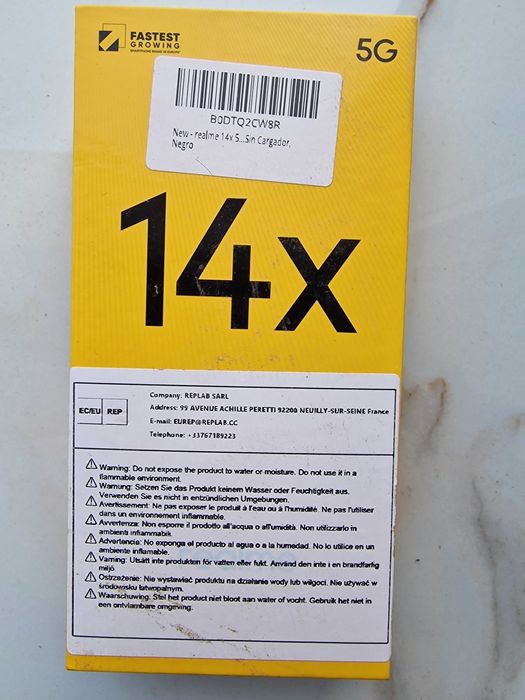 FASTEST
GROWING
SMARTPHONE BRAND IN EUROPE
5G
B0DTQ2CW8R
New - realme 14x 5...Sin Cargador,
Negro
14x
EC/EU REP
Company: REPLAB SARL
Address: 99 AVENUE ACHILLE PERETTI 92200 NEUILLY-SUR-SEINE France
E-mail: EUREP@REPLAB.CC
Telephone: +33767189223
Warning: Do not expose the product to water or moisture. Do not use it in a
flammable environment.
Warnung: Setzen Sie das Produkt keinem Wasser oder Feuchtigkeit aus.
Verwenden Sie es nicht in entzündlichen Umgebungen.
Avertissement: Ne pas exposer le produit à l'eau ou à l'humidité. Ne pas l'utiliser
dans un environnement inflammable.
Avvertenza: Non esporre il prodotto all'acqua o all'umidità. Non utilizzarlo in
ambienti infiammabili.
Advertencia: No exponga el producto al agua o a la humedad. No lo utilice en un
ambiente inflamable.
Varning: Utsätt inte produkten för vatten eller fukt. Använd den inte i en brandfarlig
miljö.
Ostrzeżenie: Nie wystawiać produktu na działanie wody lub wilgoci. Nie używać w
środowisku łatwopalnym.
Waarschuwing: Stel het product niet bloot aan water of vocht. Gebruik het niet in
een ontvlambare omgeving.